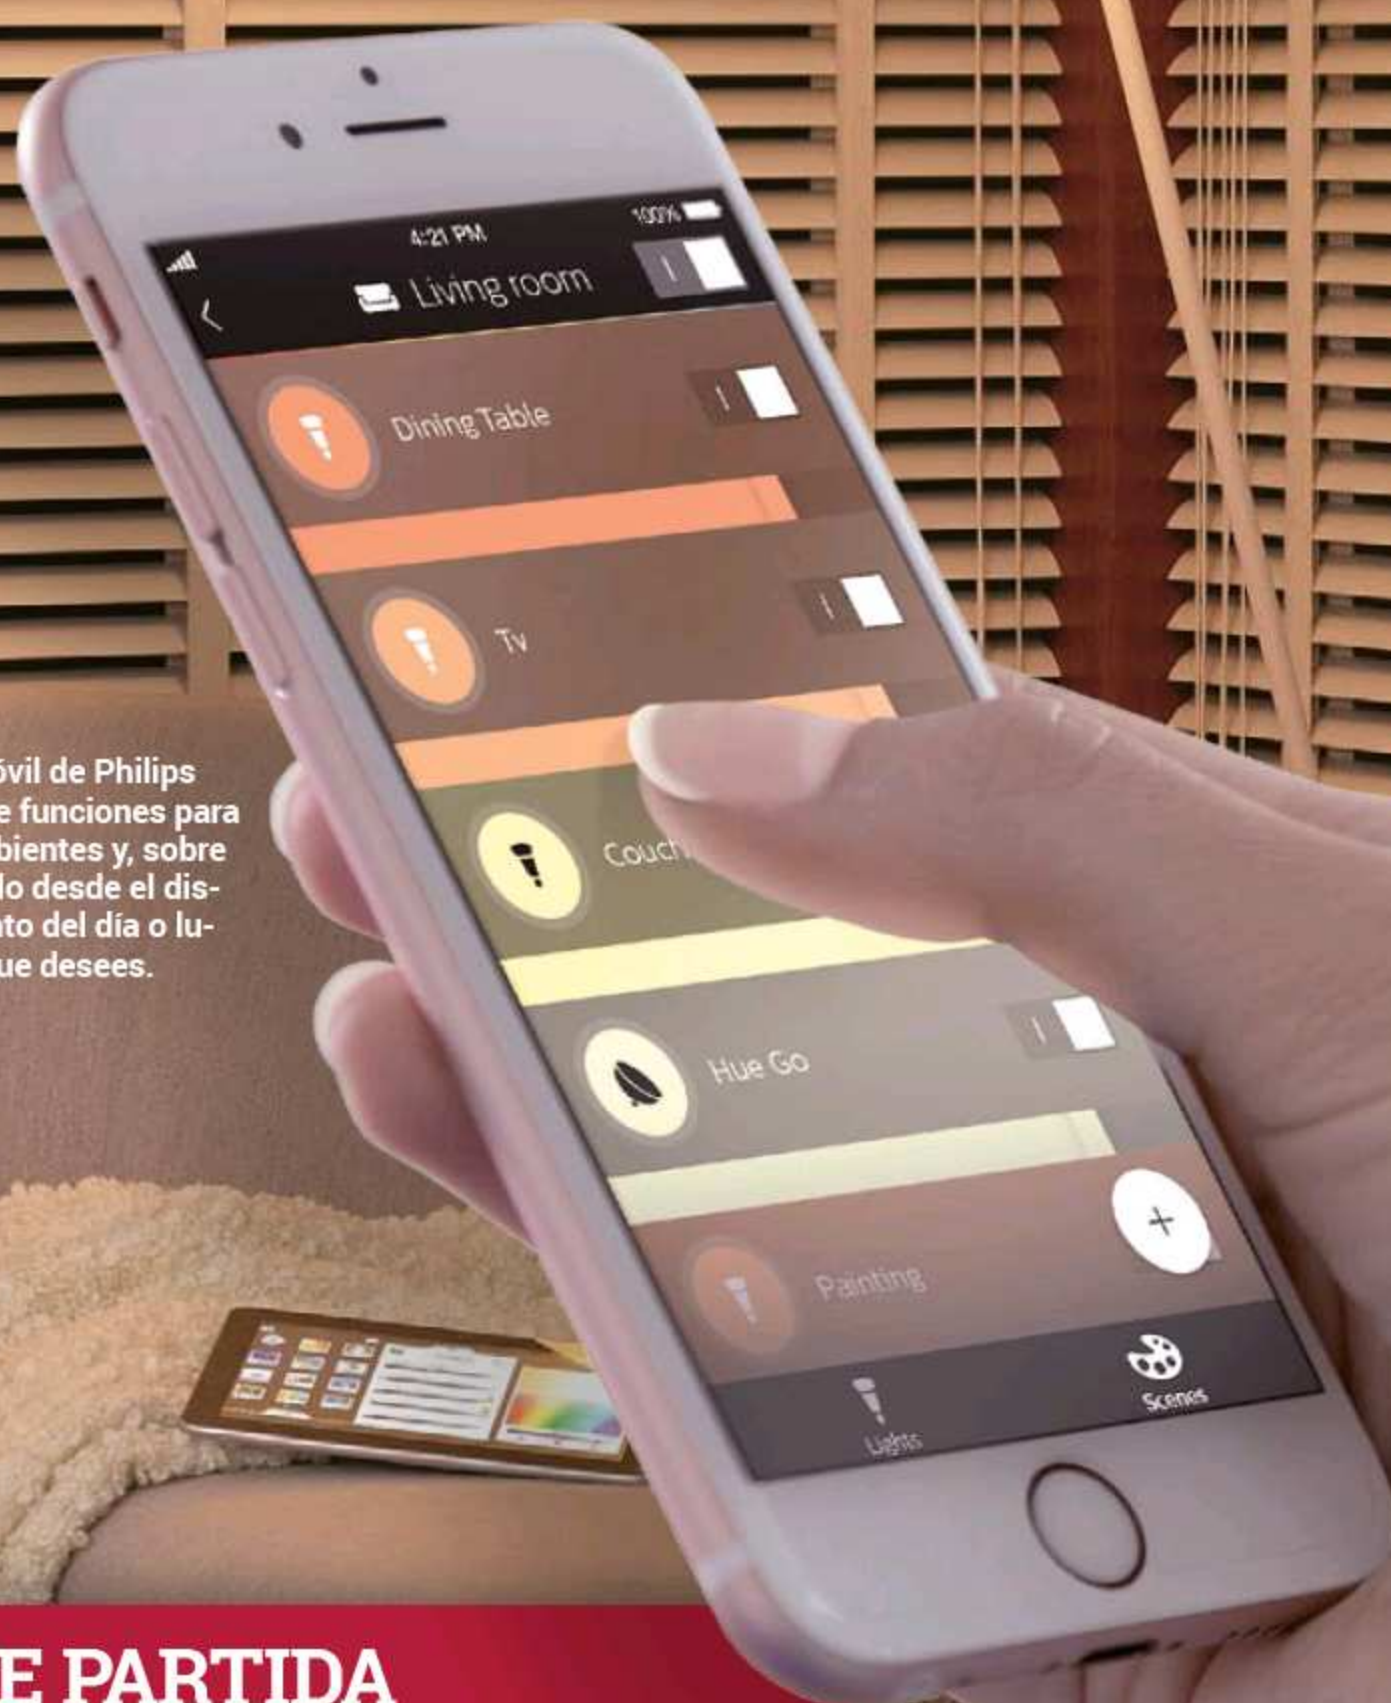 4:21 PM
100%
Living room
Dining Table
Tv
Couch
Hue Go
Painting
Lights
Scenes
óvil de Philips
e funciones para
bientes y, sobre
lo desde el dis-
nto del día o lu-
ue desees.
E PARTIDA